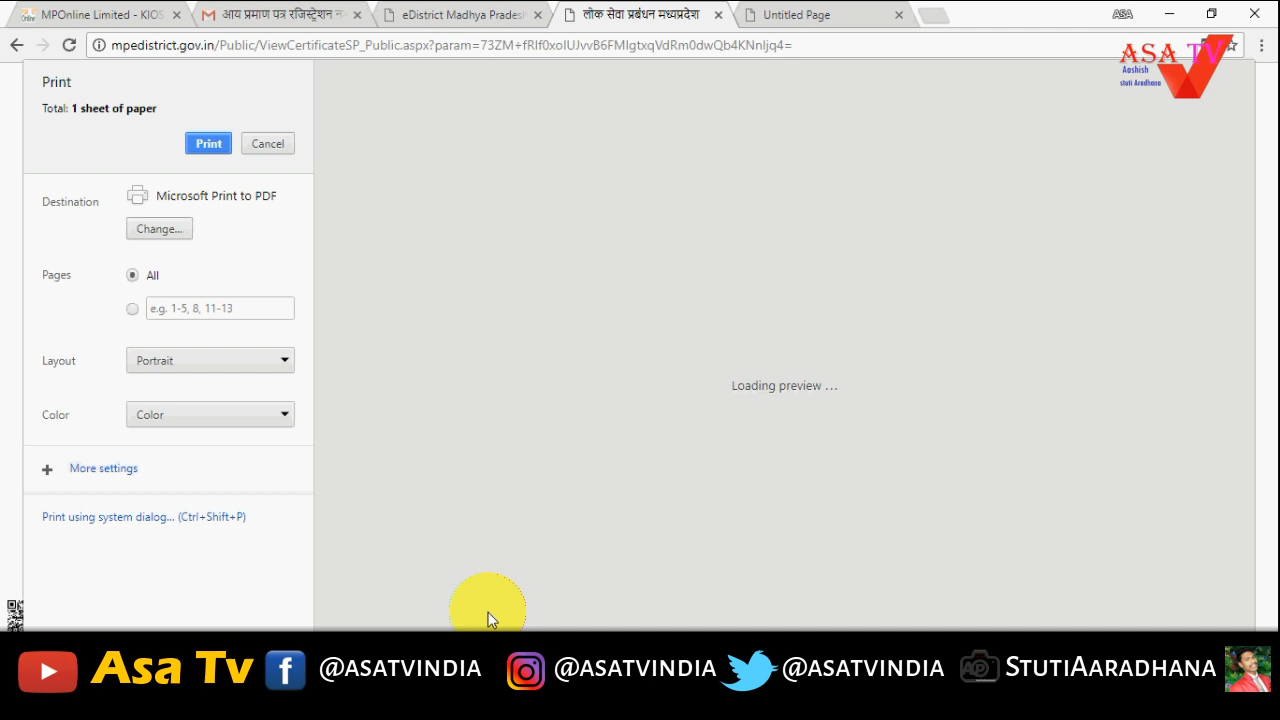 MPOnline Limited - KIOS
आय प्रमाण पत्र रजिस्ट्रेशन न
eDistrict Madhya Prades
लोक सेवा प्रबंधन मध्यप्रदेश
Untitled Page
ASA
mpedistrict.gov.in/Public/ViewCertificateSP_Public.aspx?param=
ASA TV
Aashish
stuti Aradhana
Print
Total: 1 sheet of paper
Print
Cancel
Destination
Microsoft Print to PDF
Change...
Pages
All
e.g. 1-5, 8, 11-13
Layout
Portrait
Color
Color
More settings
Print using system dialog... (Ctrl+Shift+P)
Loading preview ...
Asa Tv
@ASATVINDIA
@ASATVINDIA
@ASATVINDIA
STUTIAARADHANA